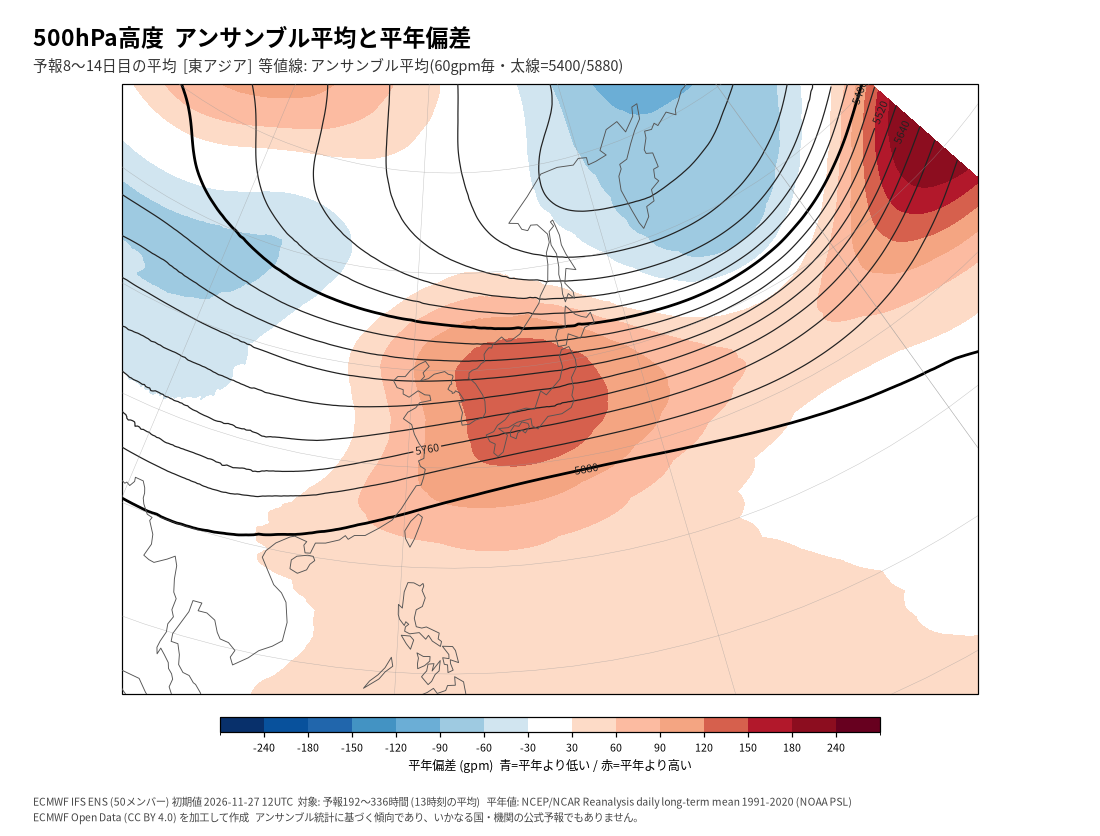 500hPa高度 アンサンブル平均と平年偏差
予報8〜14日目の平均 [東アジア] 等値線: アンサンブル平均(60gpm毎・太線=5400/5880)
5520
5640
5760
5880
-240 -180 -150 -120 -90 -60 -30 30 60 90 120 150 180 240
平年偏差 (gpm) 青=平年より低い / 赤=平年より高い
ECMWF IFS ENS (50メンバー) 初期値 2026-11-27 12UTC 対象: 予報192〜336時間 (13時刻の平均) 平年値: NCEP/NCAR Reanalysis daily long-term mean 1991-2020 (NOAA PSL)
ECMWF Open Data (CC BY 4.0) を加工して作成 アンサンブル統計に基づく傾向であり、いかなる国・機関の公式予報でもありません。